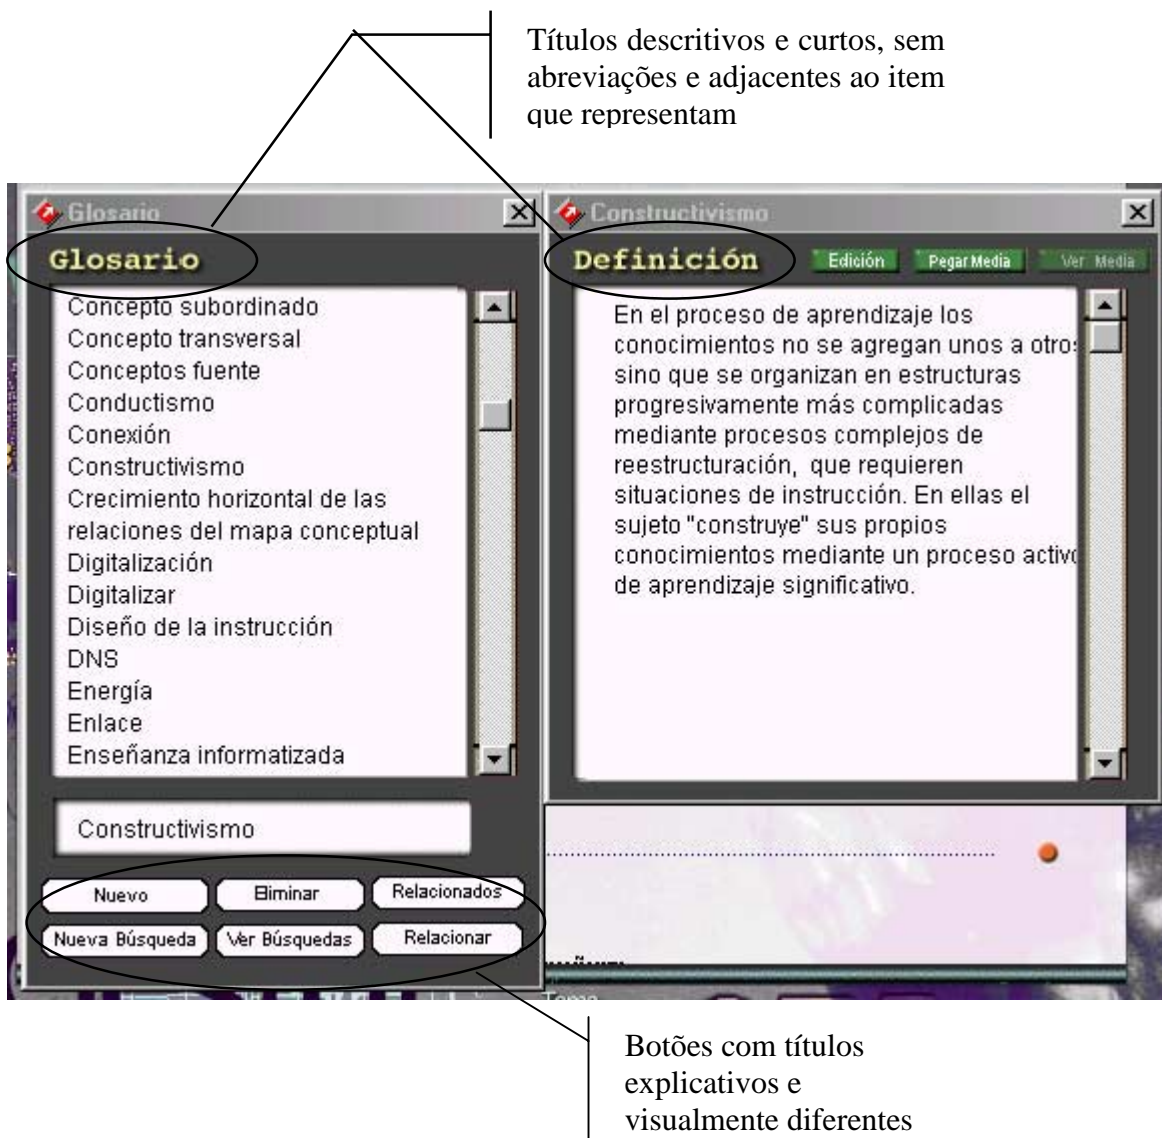 Títulos descritivos e curtos, sem
abreviações e adjacentes ao item
que representam
Glosario
Glosario
Concepto subordinado
Concepto transversal
Conceptos fuente
Conductismo
Conexión
Constructivismo
Crecimiento horizontal de las
relaciones del mapa conceptual
Digitalización
Digitalizar
Diseño de la instrucción
DNS
Energía
Enlace
Enseñanza informatizada
Constructivismo
Nuevo Eliminar Relacionados
Nueva Búsqueda Ver Búsquedas Relacionar
Constructivismo
Definición Edición Pegar Media Ver Media
En el proceso de aprendizaje los
conocimientos no se agregan unos a otros
sino que se organizan en estructuras
progresivamente más complicadas
mediante procesos complejos de
reestructuración, que requieren
situaciones de instrucción. En ellas el
sujeto "construye" sus propios
conocimientos mediante un proceso activo
de aprendizaje significativo.
Botões com títulos
explicativos e
visualmente diferentes